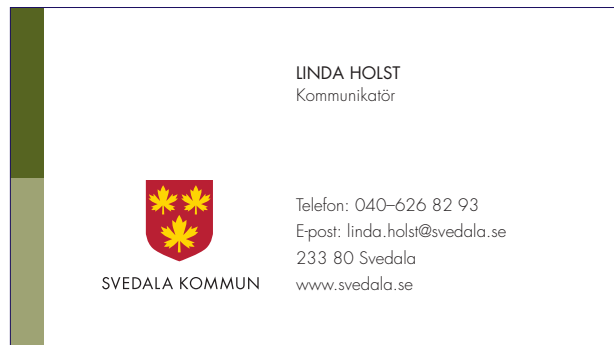 LINDA HOLST
Kommunikatör
Telefon: 040–626 82 93
E-post: linda.holst@svedala.se
233 80 Svedala
www.svedala.se
SVEDALA KOMMUN